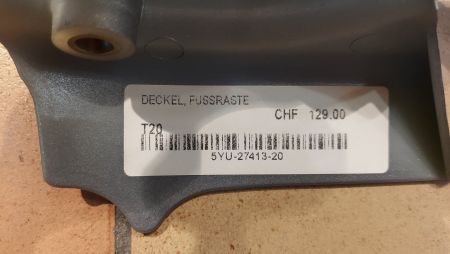 DECKEL, FUSSRASTE
CHF 129.00
T20
5YU-27413-20